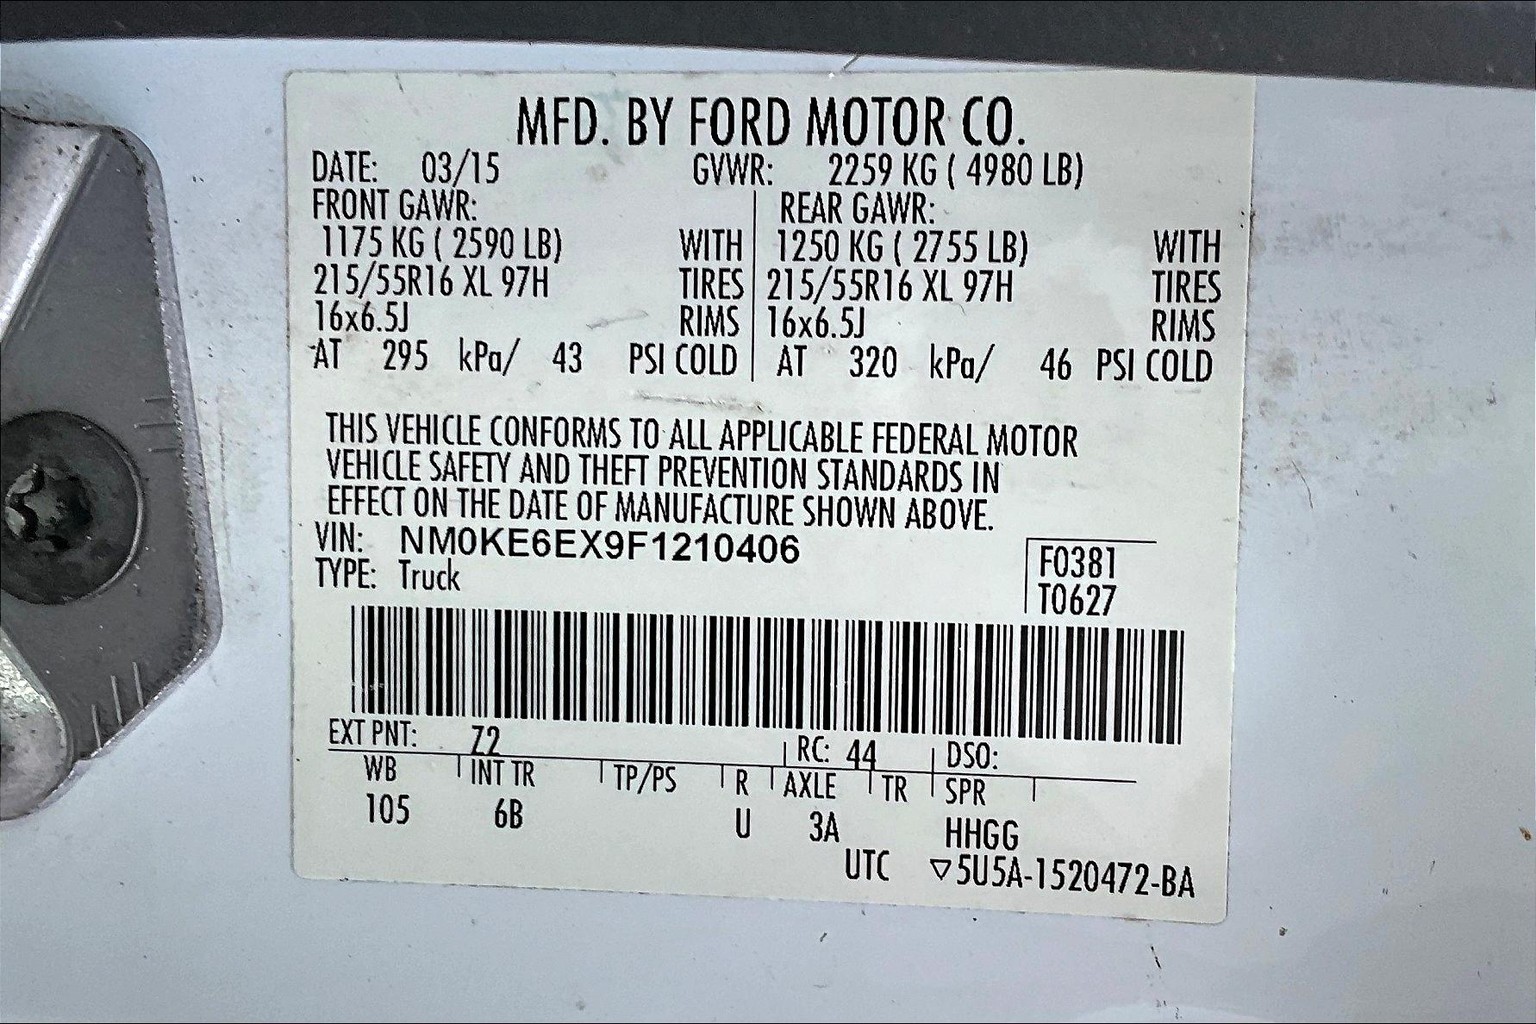 MFD. BY FORD MOTOR CO.
DATE: 03/15 GVWR: 2259 KG ( 4980 LB)
FRONT GAWR: REAR GAWR:
1175 KG ( 2590 LB) WITH 1250 KG ( 2755 LB) WITH
215/55R16 XL 97H TIRES 215/55R16 XL 97H TIRES
16x6.5J RIMS 16x6.5J RIMS
AT 295 kPa/ 43 PSI COLD AT 320 kPa/ 46 PSI COLD
THIS VEHICLE CONFORMS TO ALL APPLICABLE FEDERAL MOTOR
VEHICLE SAFETY AND THEFT PREVENTION STANDARDS IN
EFFECT ON THE DATE OF MANUFACTURE SHOWN ABOVE.
VIN: NM0KE6EX9F1210406 F0381
TYPE: Truck T0627
EXT PNT: Z2 RC: 44 DSO:
WB INT TR TP/PS R AXLE TR SPR
105 6B U 3A HHGG
UTC ▽5U5A-1520472-BA